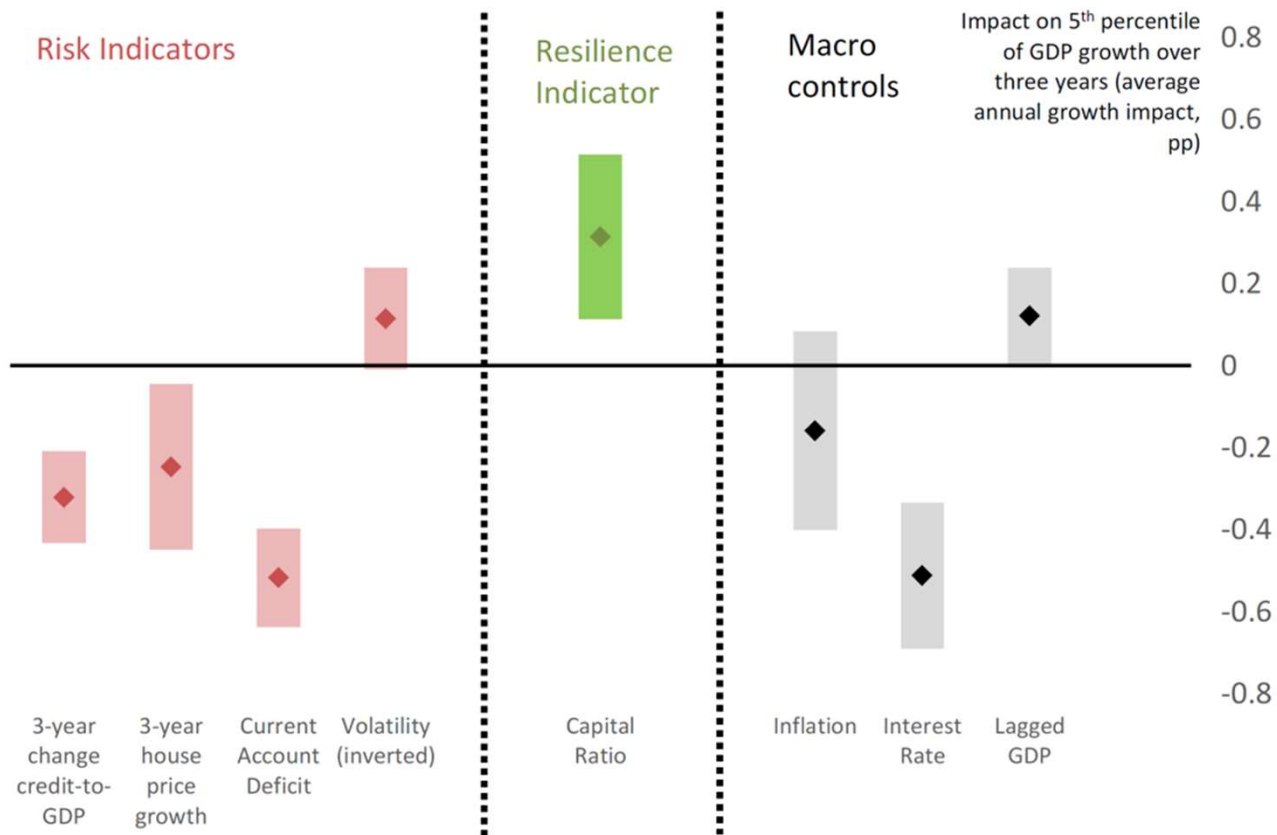 Risk Indicators
Resilience
Indicator
Macro
controls
Impact on 5th percentile
of GDP growth over
three years (average
annual growth impact,
pp)
0.8
0.6
0.4
0.2
0
-0.2
-0.4
-0.6
-0.8
3-year
change
credit-to-
GDP
3-year
house
price
growth
Current
Account
Deficit
Volatility
(inverted)
Capital
Ratio
Inflation
Interest
Rate
Lagged
GDP